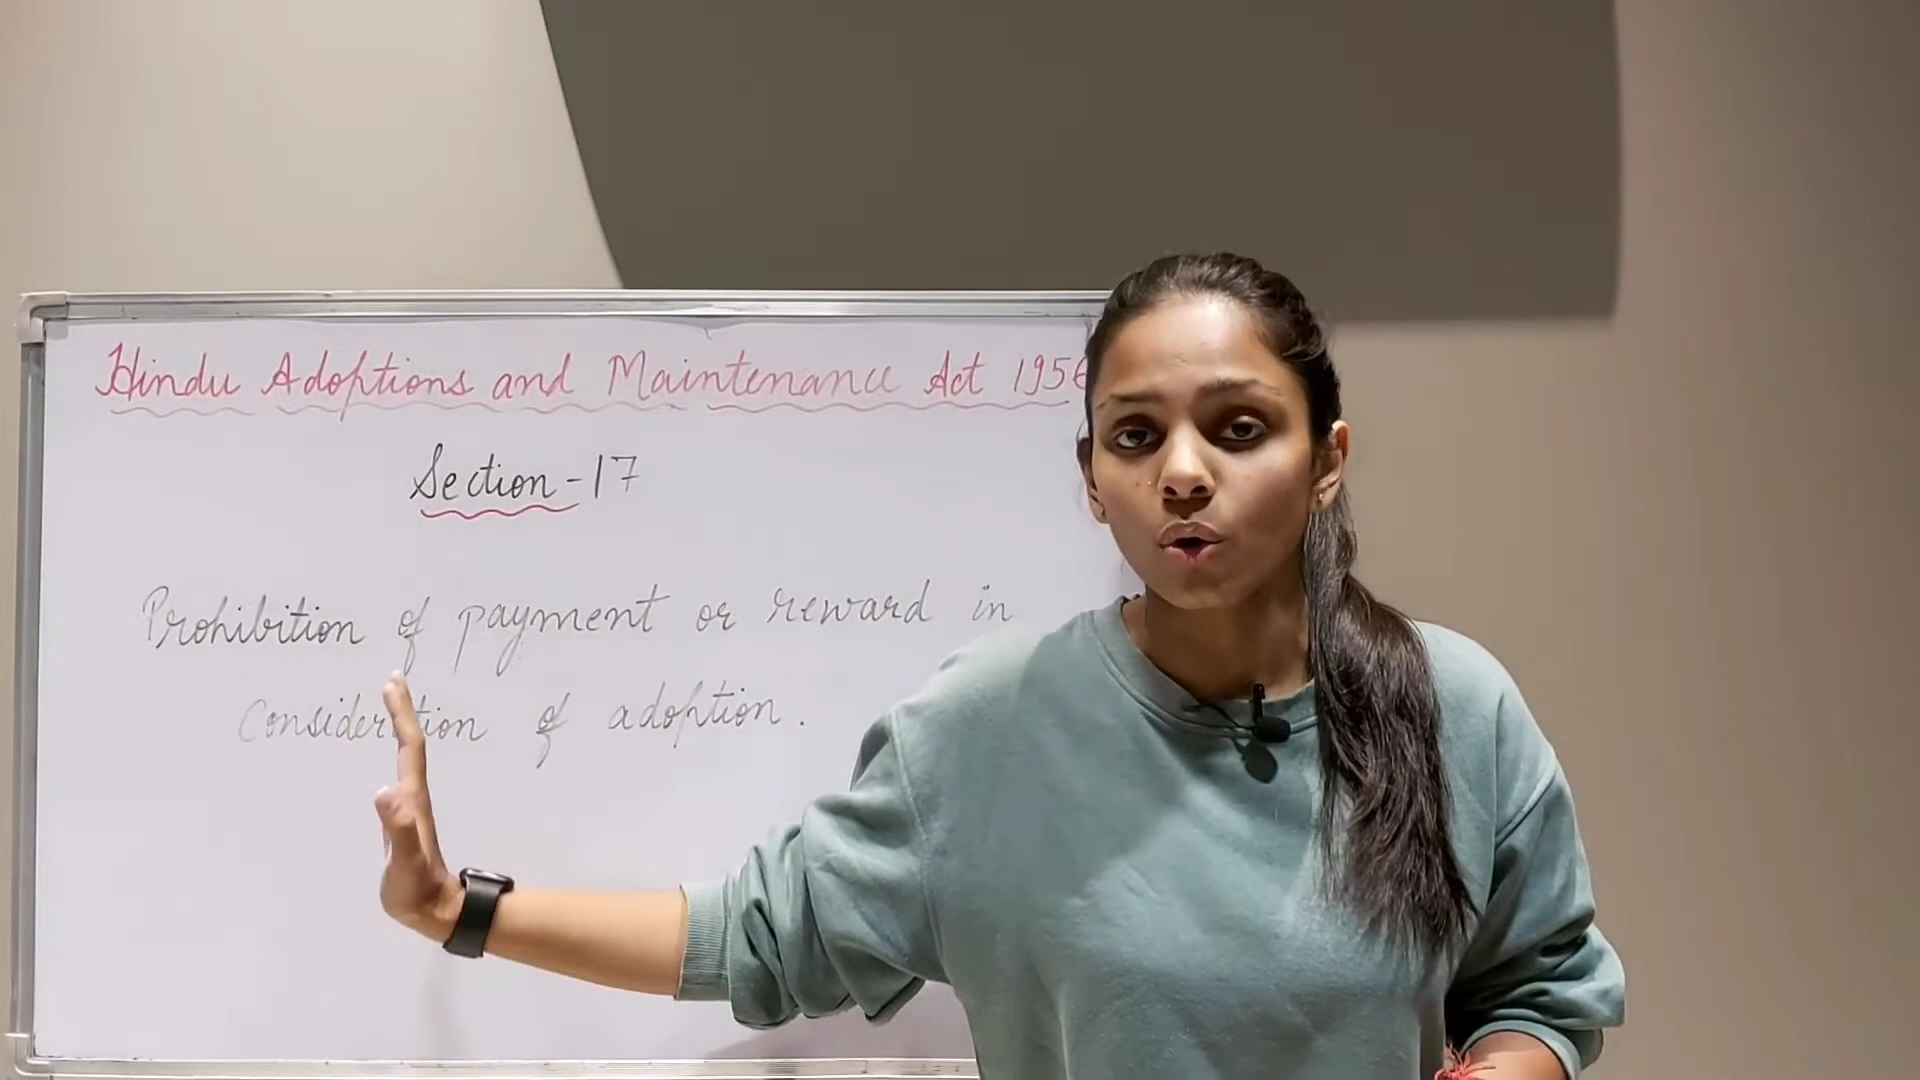 Hindu Adoptions and Maintenance Act 1956
Section-17
Prohibition of payment or reward in
Consideration of adoption.